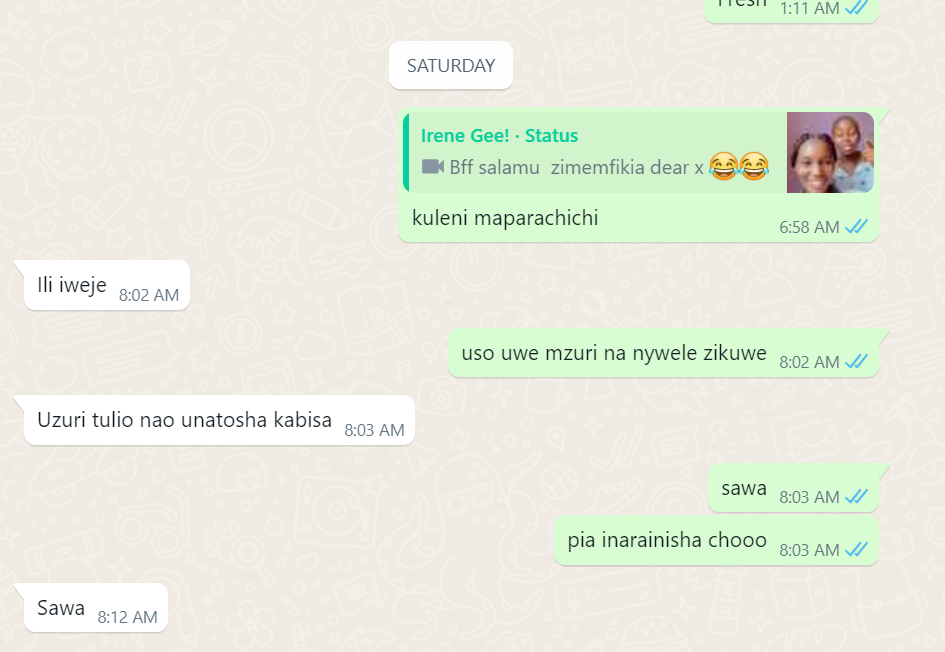 Fresh 1:11 AM
SATURDAY
Irene Gee! · Status
Bff salamu zimemfikia dear x 😂😂
kuleni maparachichi
6:58 AM
Ili iweje 8:02 AM
uso uwe mzuri na nywele zikuwe 8:02 AM
Uzuri tulio nao unatosha kabisa 8:03 AM
sawa 8:03 AM
pia inarainisha chooo 8:03 AM
Sawa 8:12 AM